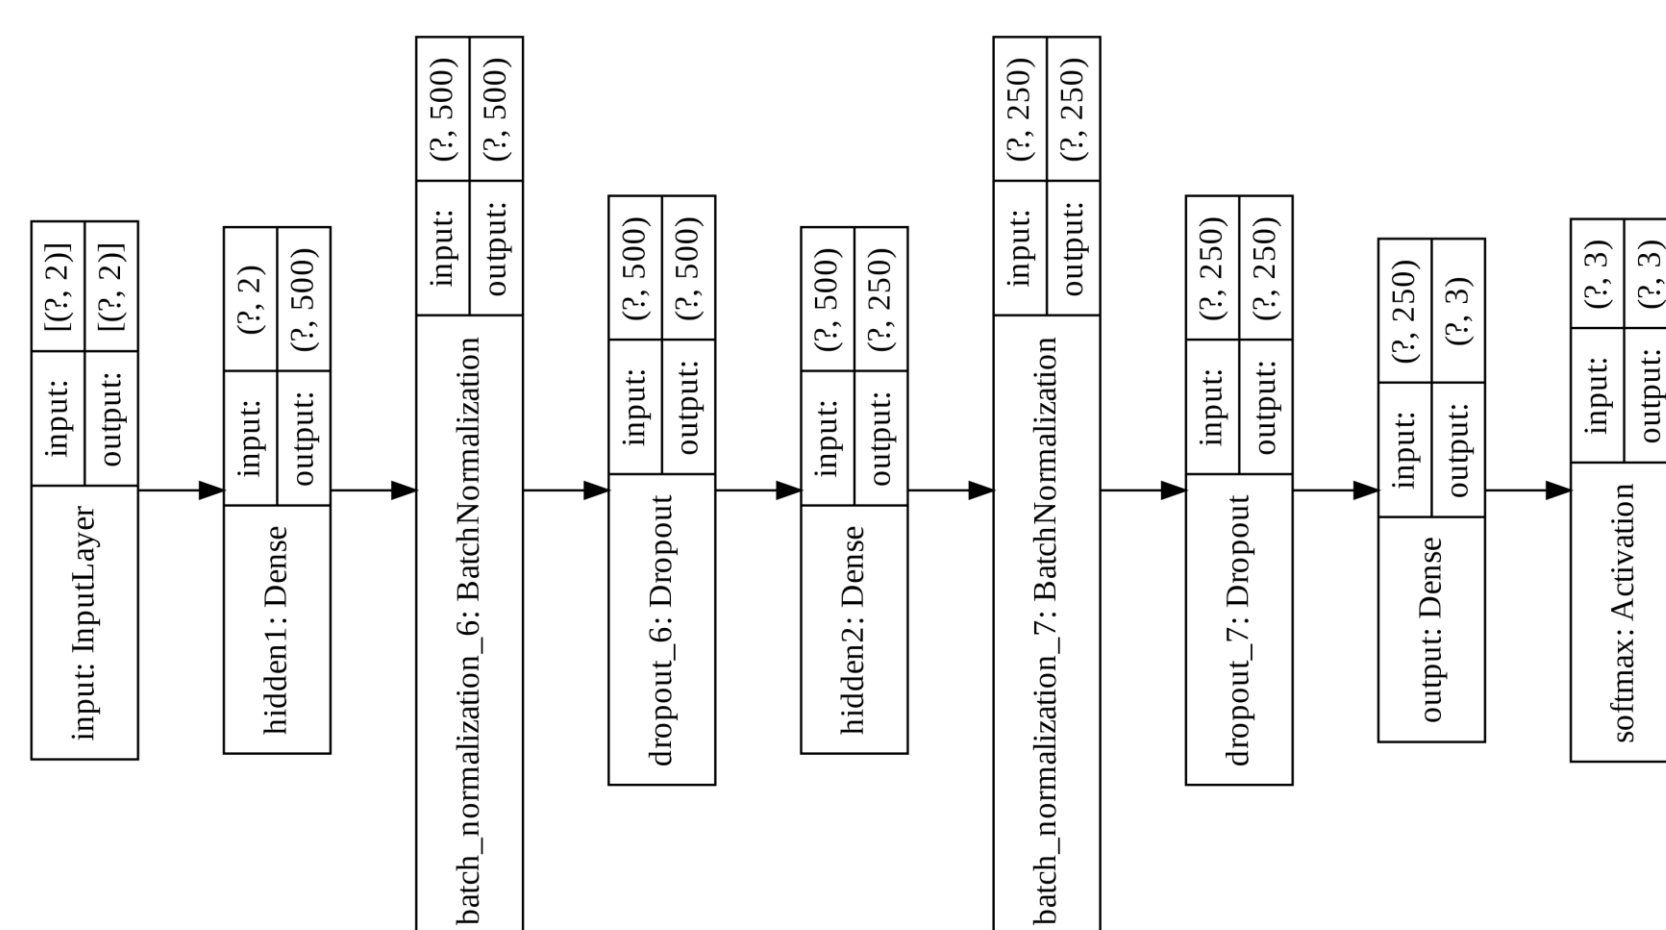 input: InputLayer
input:
[(?, 2)]
output:
[(?, 2)]
hidden1: Dense
input:
(?, 2)
output:
(?, 500)
batch_normalization_6: BatchNormalization
input:
(?, 500)
output:
(?, 500)
dropout_6: Dropout
input:
(?, 500)
output:
(?, 500)
hidden2: Dense
input:
(?, 500)
output:
(?, 250)
batch_normalization_7: BatchNormalization
input:
(?, 250)
output:
(?, 250)
dropout_7: Dropout
input:
(?, 250)
output:
(?, 250)
output: Dense
input:
(?, 250)
output:
(?, 3)
softmax: Activation
input:
(?, 3)
output:
(?, 3)